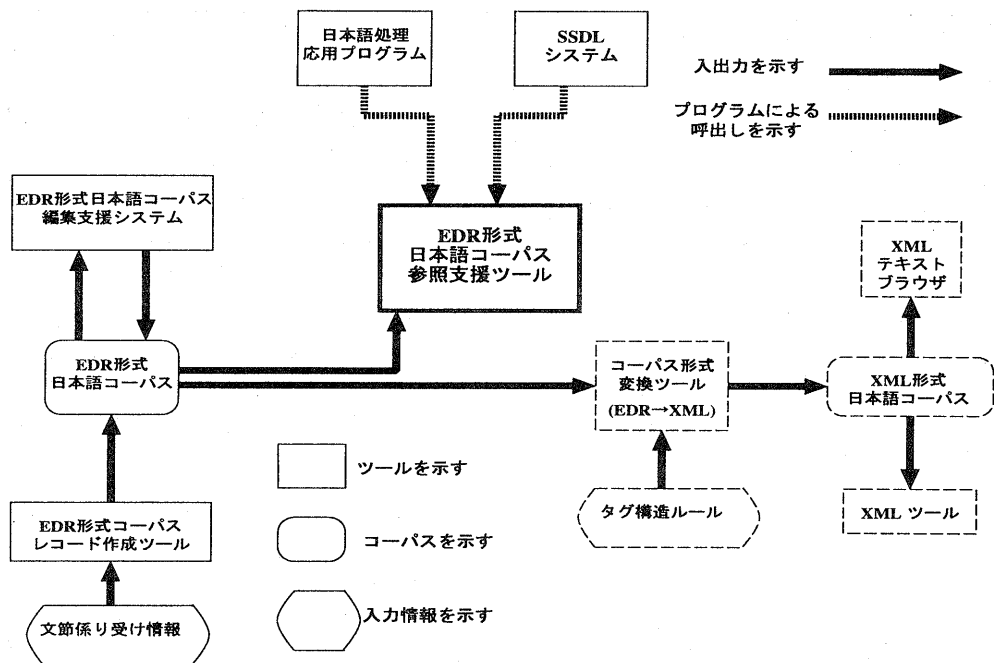 日本語処理
応用プログラム
SSDL
システム
入出力を示す
プログラムによる
呼出しを示す
EDR形式日本語コーパス
編集支援システム
EDR形式
日本語コーパス
参照支援ツール
XML
テキスト
ブラウザ
EDR形式
日本語コーパス
コーパス形式
変換ツール
(EDR→XML)
XML形式
日本語コーパス
ツールを示す
EDR形式コーパス
レコード作成ツール
タグ構造ルール
XML ツール
コーパスを示す
文節係り受け情報
入力情報を示す